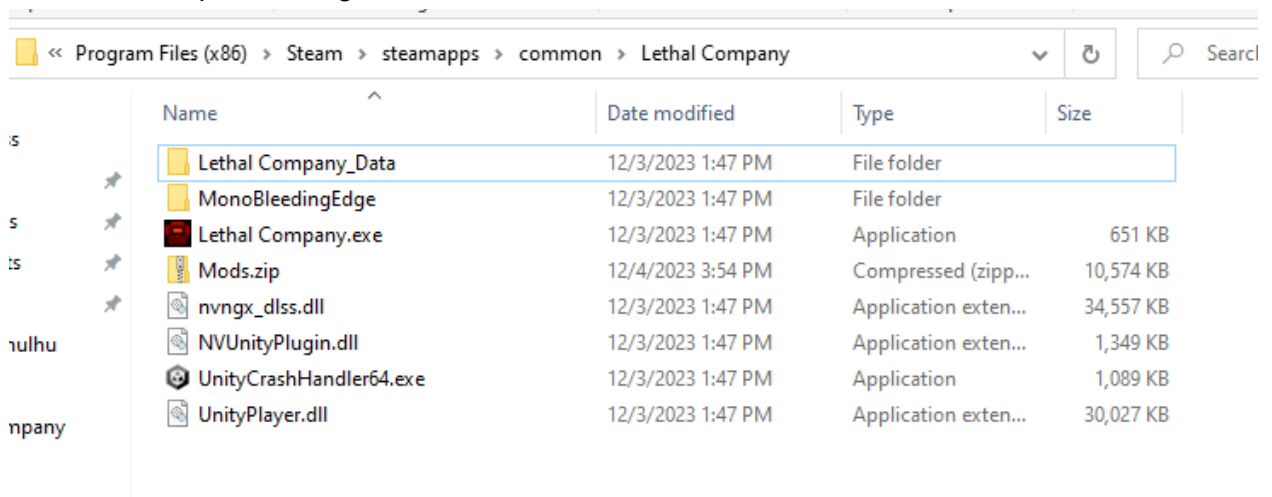 « Program Files (x86) > Steam > steamapps > common > Lethal Company Searcl
Name Date modified Type Size
Lethal Company_Data 12/3/2023 1:47 PM File folder
MonoBleedingEdge 12/3/2023 1:47 PM File folder
Lethal Company.exe 12/3/2023 1:47 PM Application 651 KB
Mods.zip 12/4/2023 3:54 PM Compressed (zipp... 10,574 KB
nvngx_dlss.dll 12/3/2023 1:47 PM Application exten... 34,557 KB
NVUnityPlugin.dll 12/3/2023 1:47 PM Application exten... 1,349 KB
nulhu
UnityCrashHandler64.exe 12/3/2023 1:47 PM Application 1,089 KB
UnityPlayer.dll 12/3/2023 1:47 PM Application exten... 30,027 KB
mpany